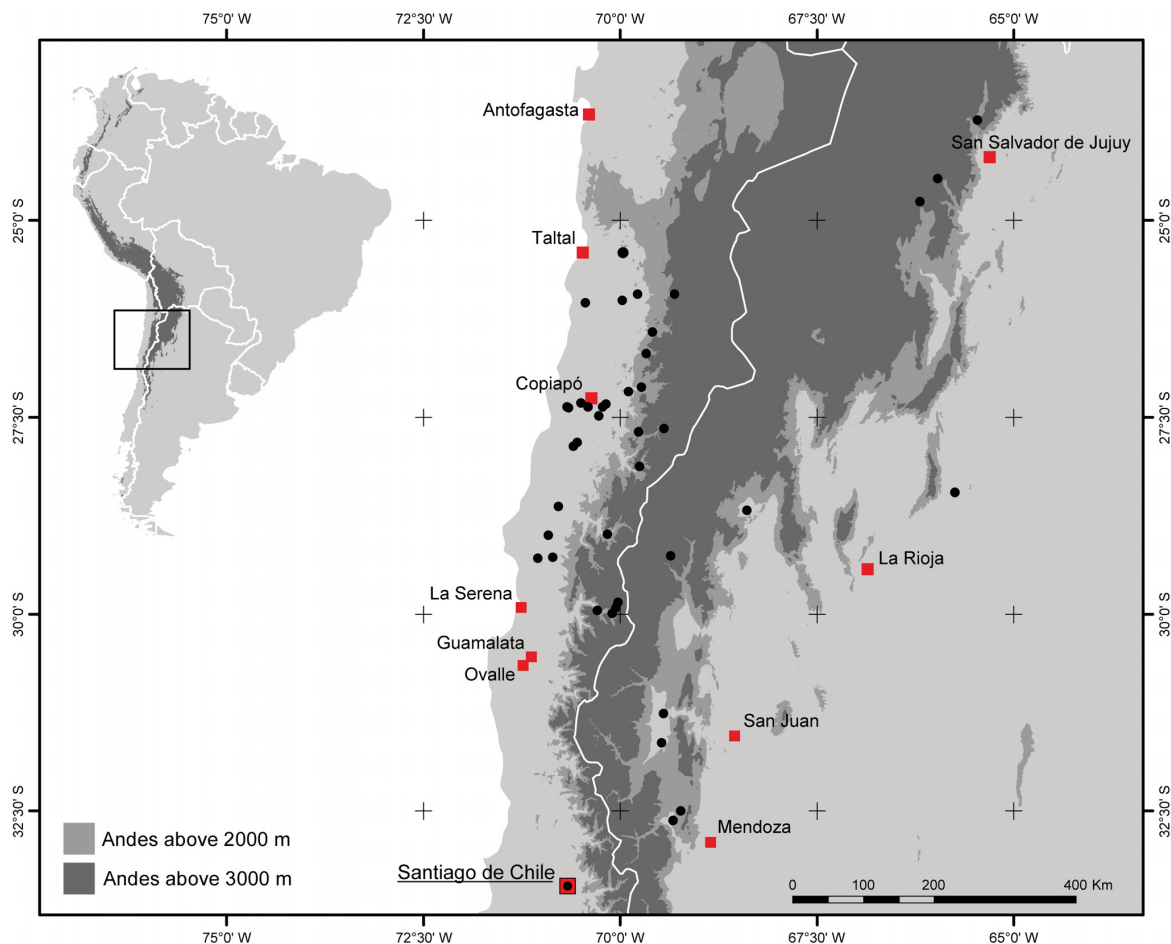 75°0' W 72°30' W 70°0' W 67°30' W 65°0' W
Antofagasta
San Salvador de Jujuy
25°0' S 25°0' S
Taltal
Copiapó
27°30' S 27°30' S
La Rioja
La Serena
30°0' S 30°0' S
Guamalata
Ovalle
San Juan
32°30' S 32°30' S
Mendoza
Andes above 2000 m
Andes above 3000 m
Santiago de Chile
0 100 200 400 Km
75°0' W 72°30' W 70°0' W 67°30' W 65°0' W